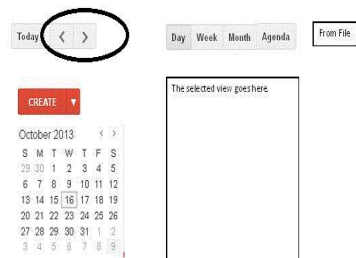 Today < >
Day Week Month Agenda
From File
CREATE
The selected view goes here.
October 2013 < >
S M T W T F S
29 30 1 2 3 4 5
6 7 8 9 10 11 12
13 14 15 16 17 18 19
20 21 22 23 24 25 26
27 28 29 30 31 1 2
3 4 5 6 7 8 9